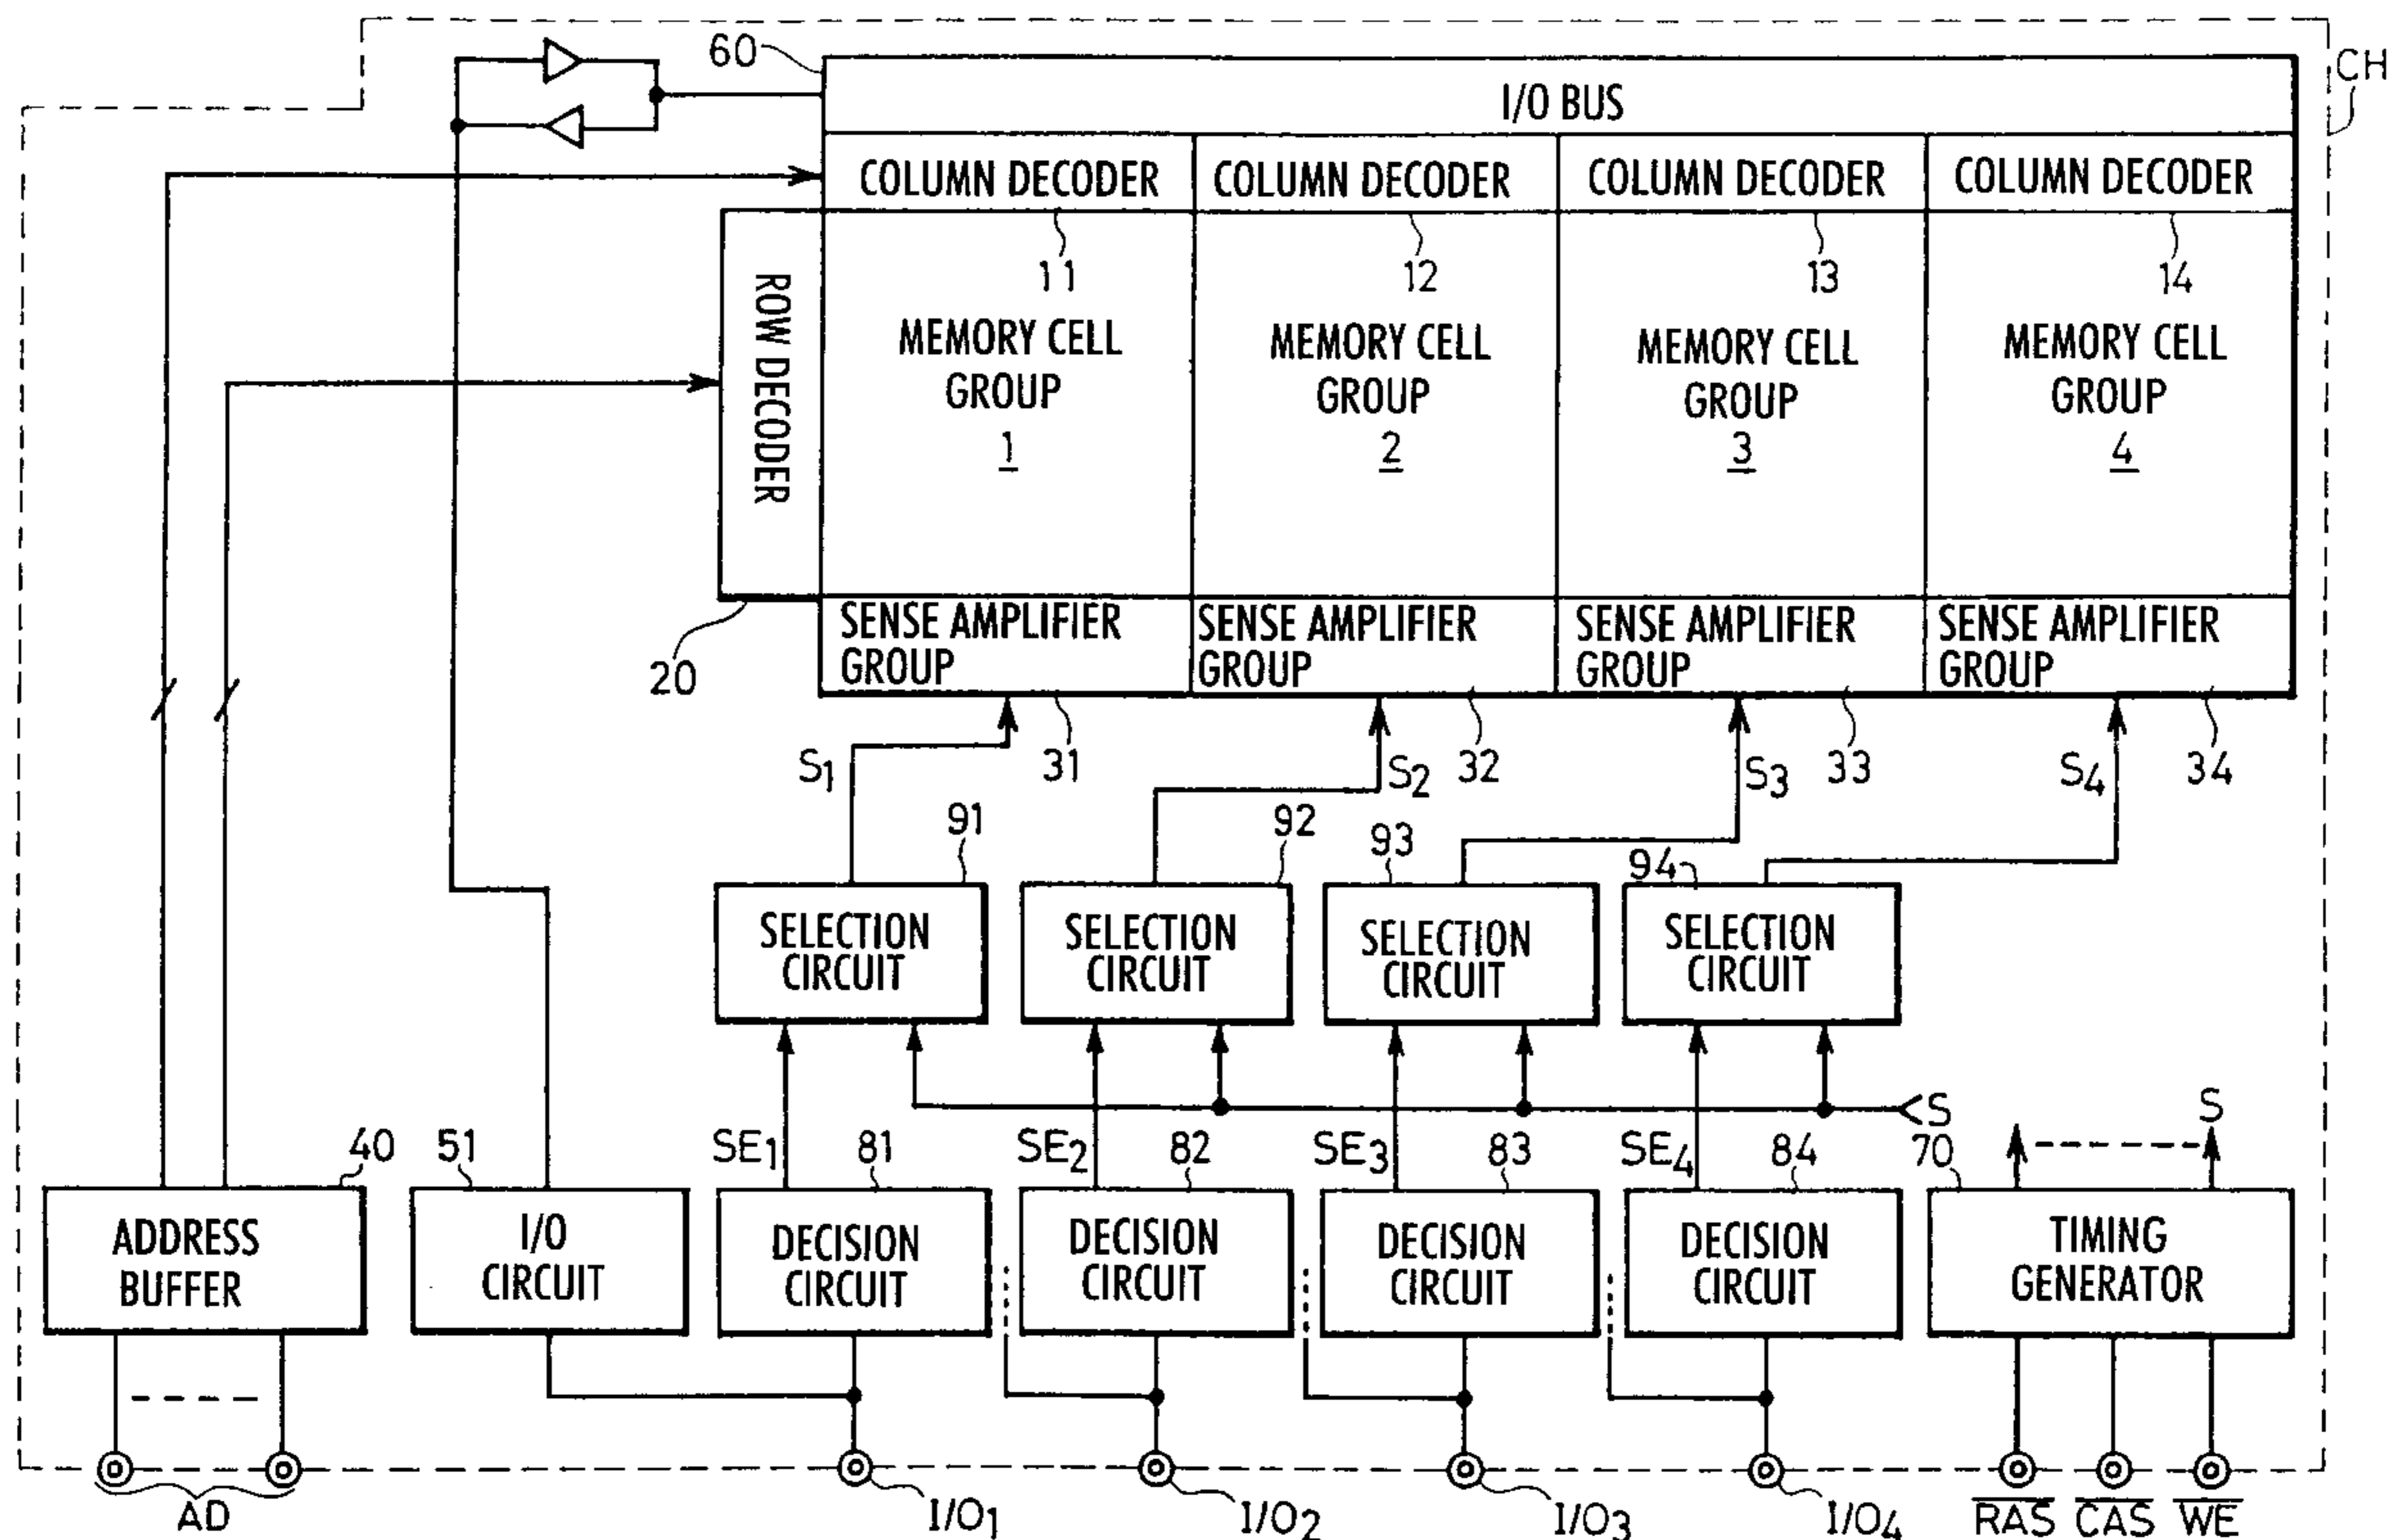 60
CH
I/O BUS
COLUMN DECODER
COLUMN DECODER
COLUMN DECODER
COLUMN DECODER
11
12
13
14
ROW DECODER
MEMORY CELL
GROUP
1
MEMORY CELL
GROUP
2
MEMORY CELL
GROUP
3
MEMORY CELL
GROUP
4
20
SENSE AMPLIFIER
GROUP
SENSE AMPLIFIER
GROUP
SENSE AMPLIFIER
GROUP
SENSE AMPLIFIER
GROUP
S1
31
S2
32
S3
33
S4
34
91
92
93
94
SELECTION
CIRCUIT
SELECTION
CIRCUIT
SELECTION
CIRCUIT
SELECTION
CIRCUIT
S
S
40
51
SE1
81
SE2
82
SE3
83
SE4
84
70
ADDRESS
BUFFER
I/O
CIRCUIT
DECISION
CIRCUIT
DECISION
CIRCUIT
DECISION
CIRCUIT
DECISION
CIRCUIT
TIMING
GENERATOR
AD
I/O1
I/O2
I/O3
I/O4
R̅A̅S̅
C̅A̅S̅
W̅E̅